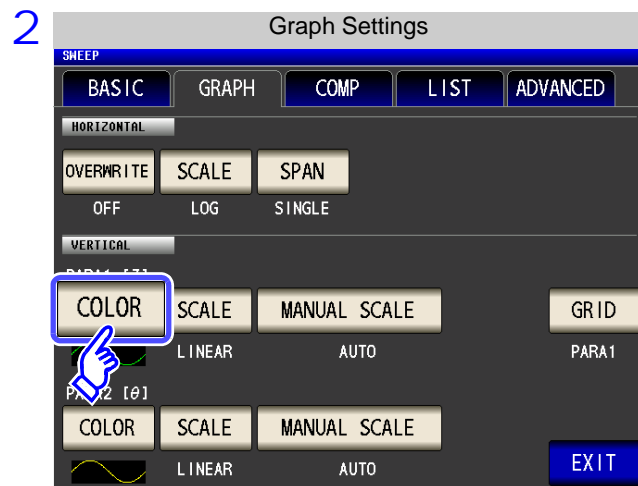 2
Graph Settings
SWEEP
BASIC GRAPH COMP LIST ADVANCED
HORIZONTAL
OVERWRITE SCALE SPAN
OFF LOG SINGLE
VERTICAL
COLOR SCALE MANUAL SCALE GRID
LINEAR AUTO PARA1
[θ]
COLOR SCALE MANUAL SCALE
LINEAR AUTO EXIT